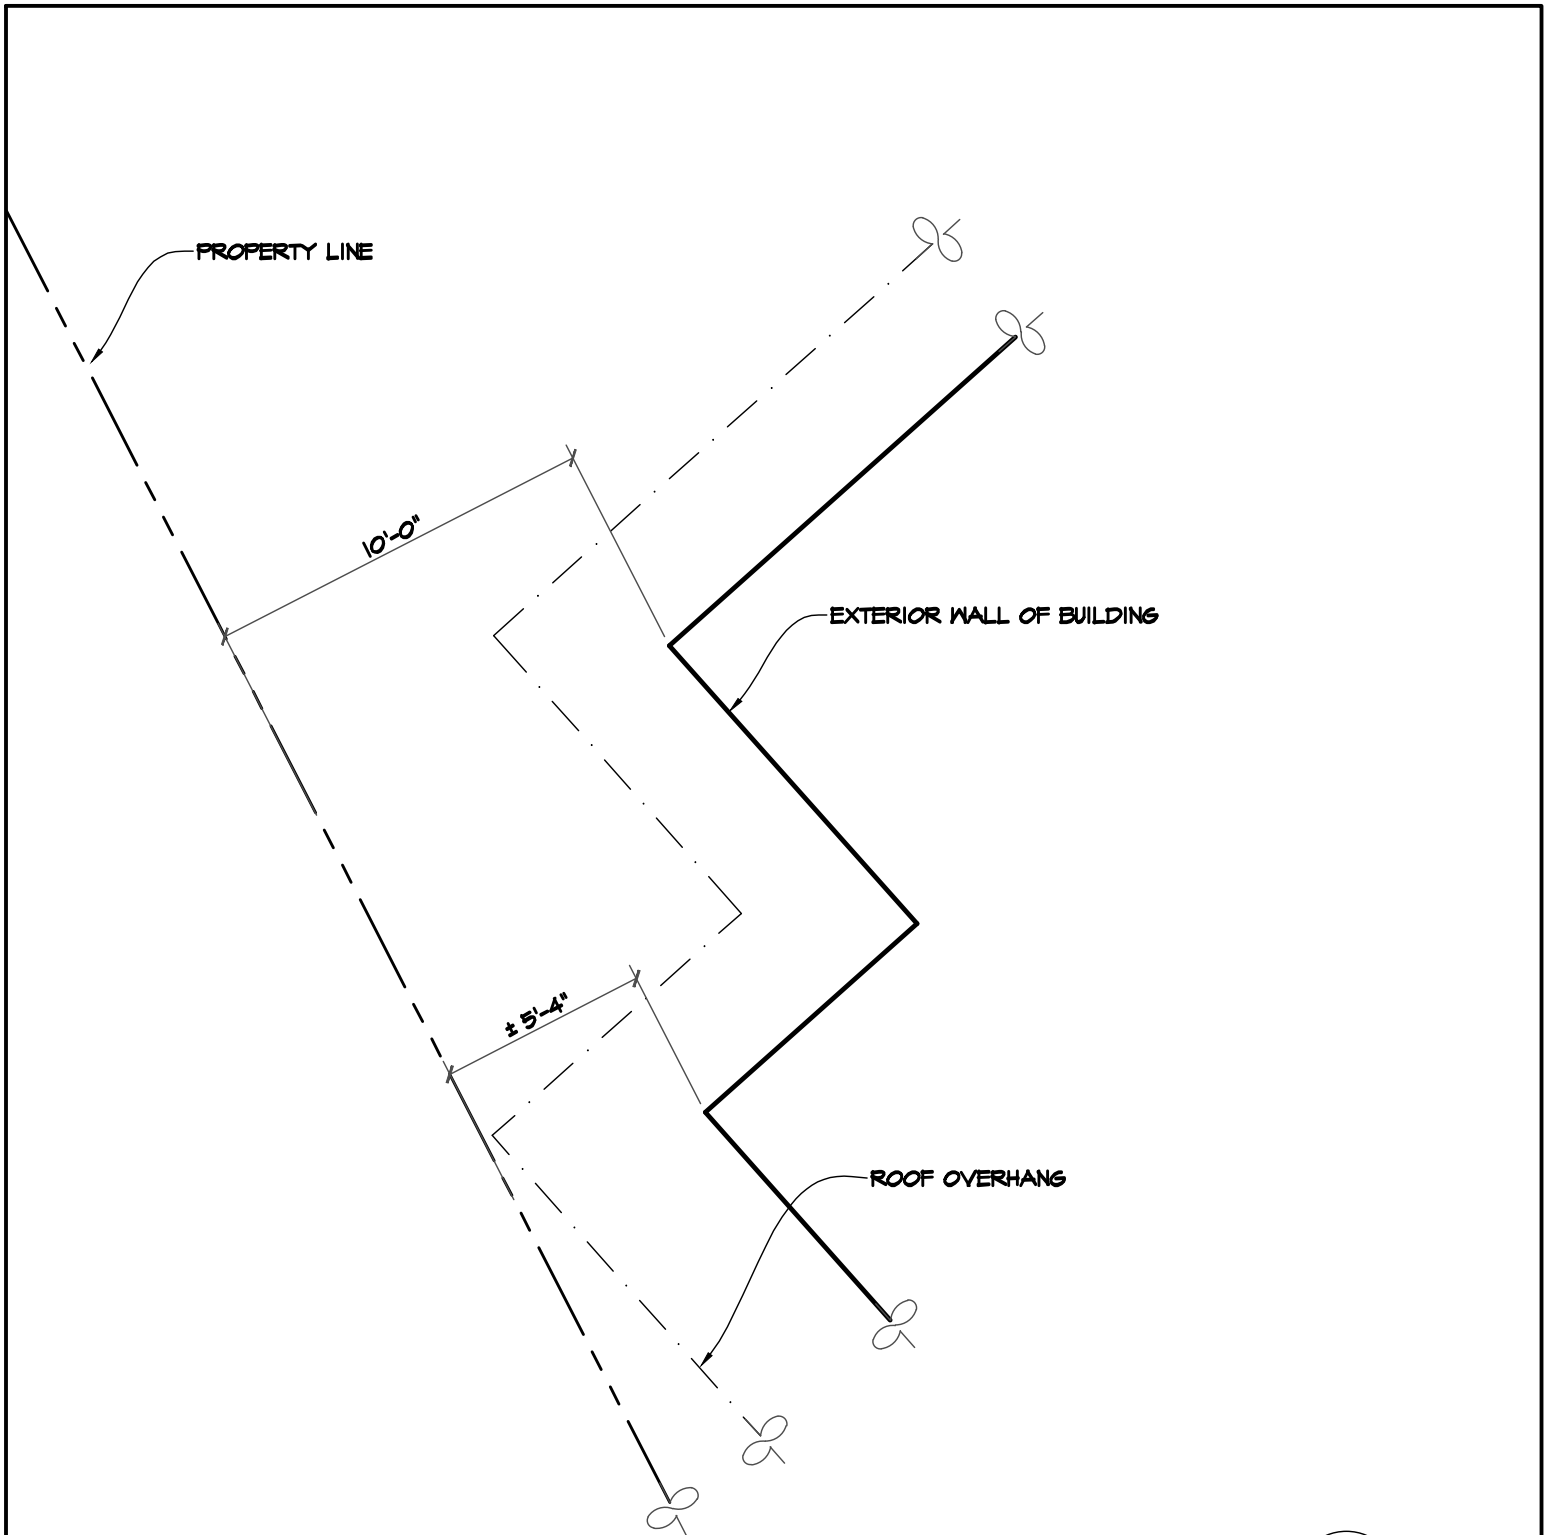 PROPERTY LINE
10'-0"
EXTERIOR WALL OF BUILDING
± 5'-4"
ROOF OVERHANG